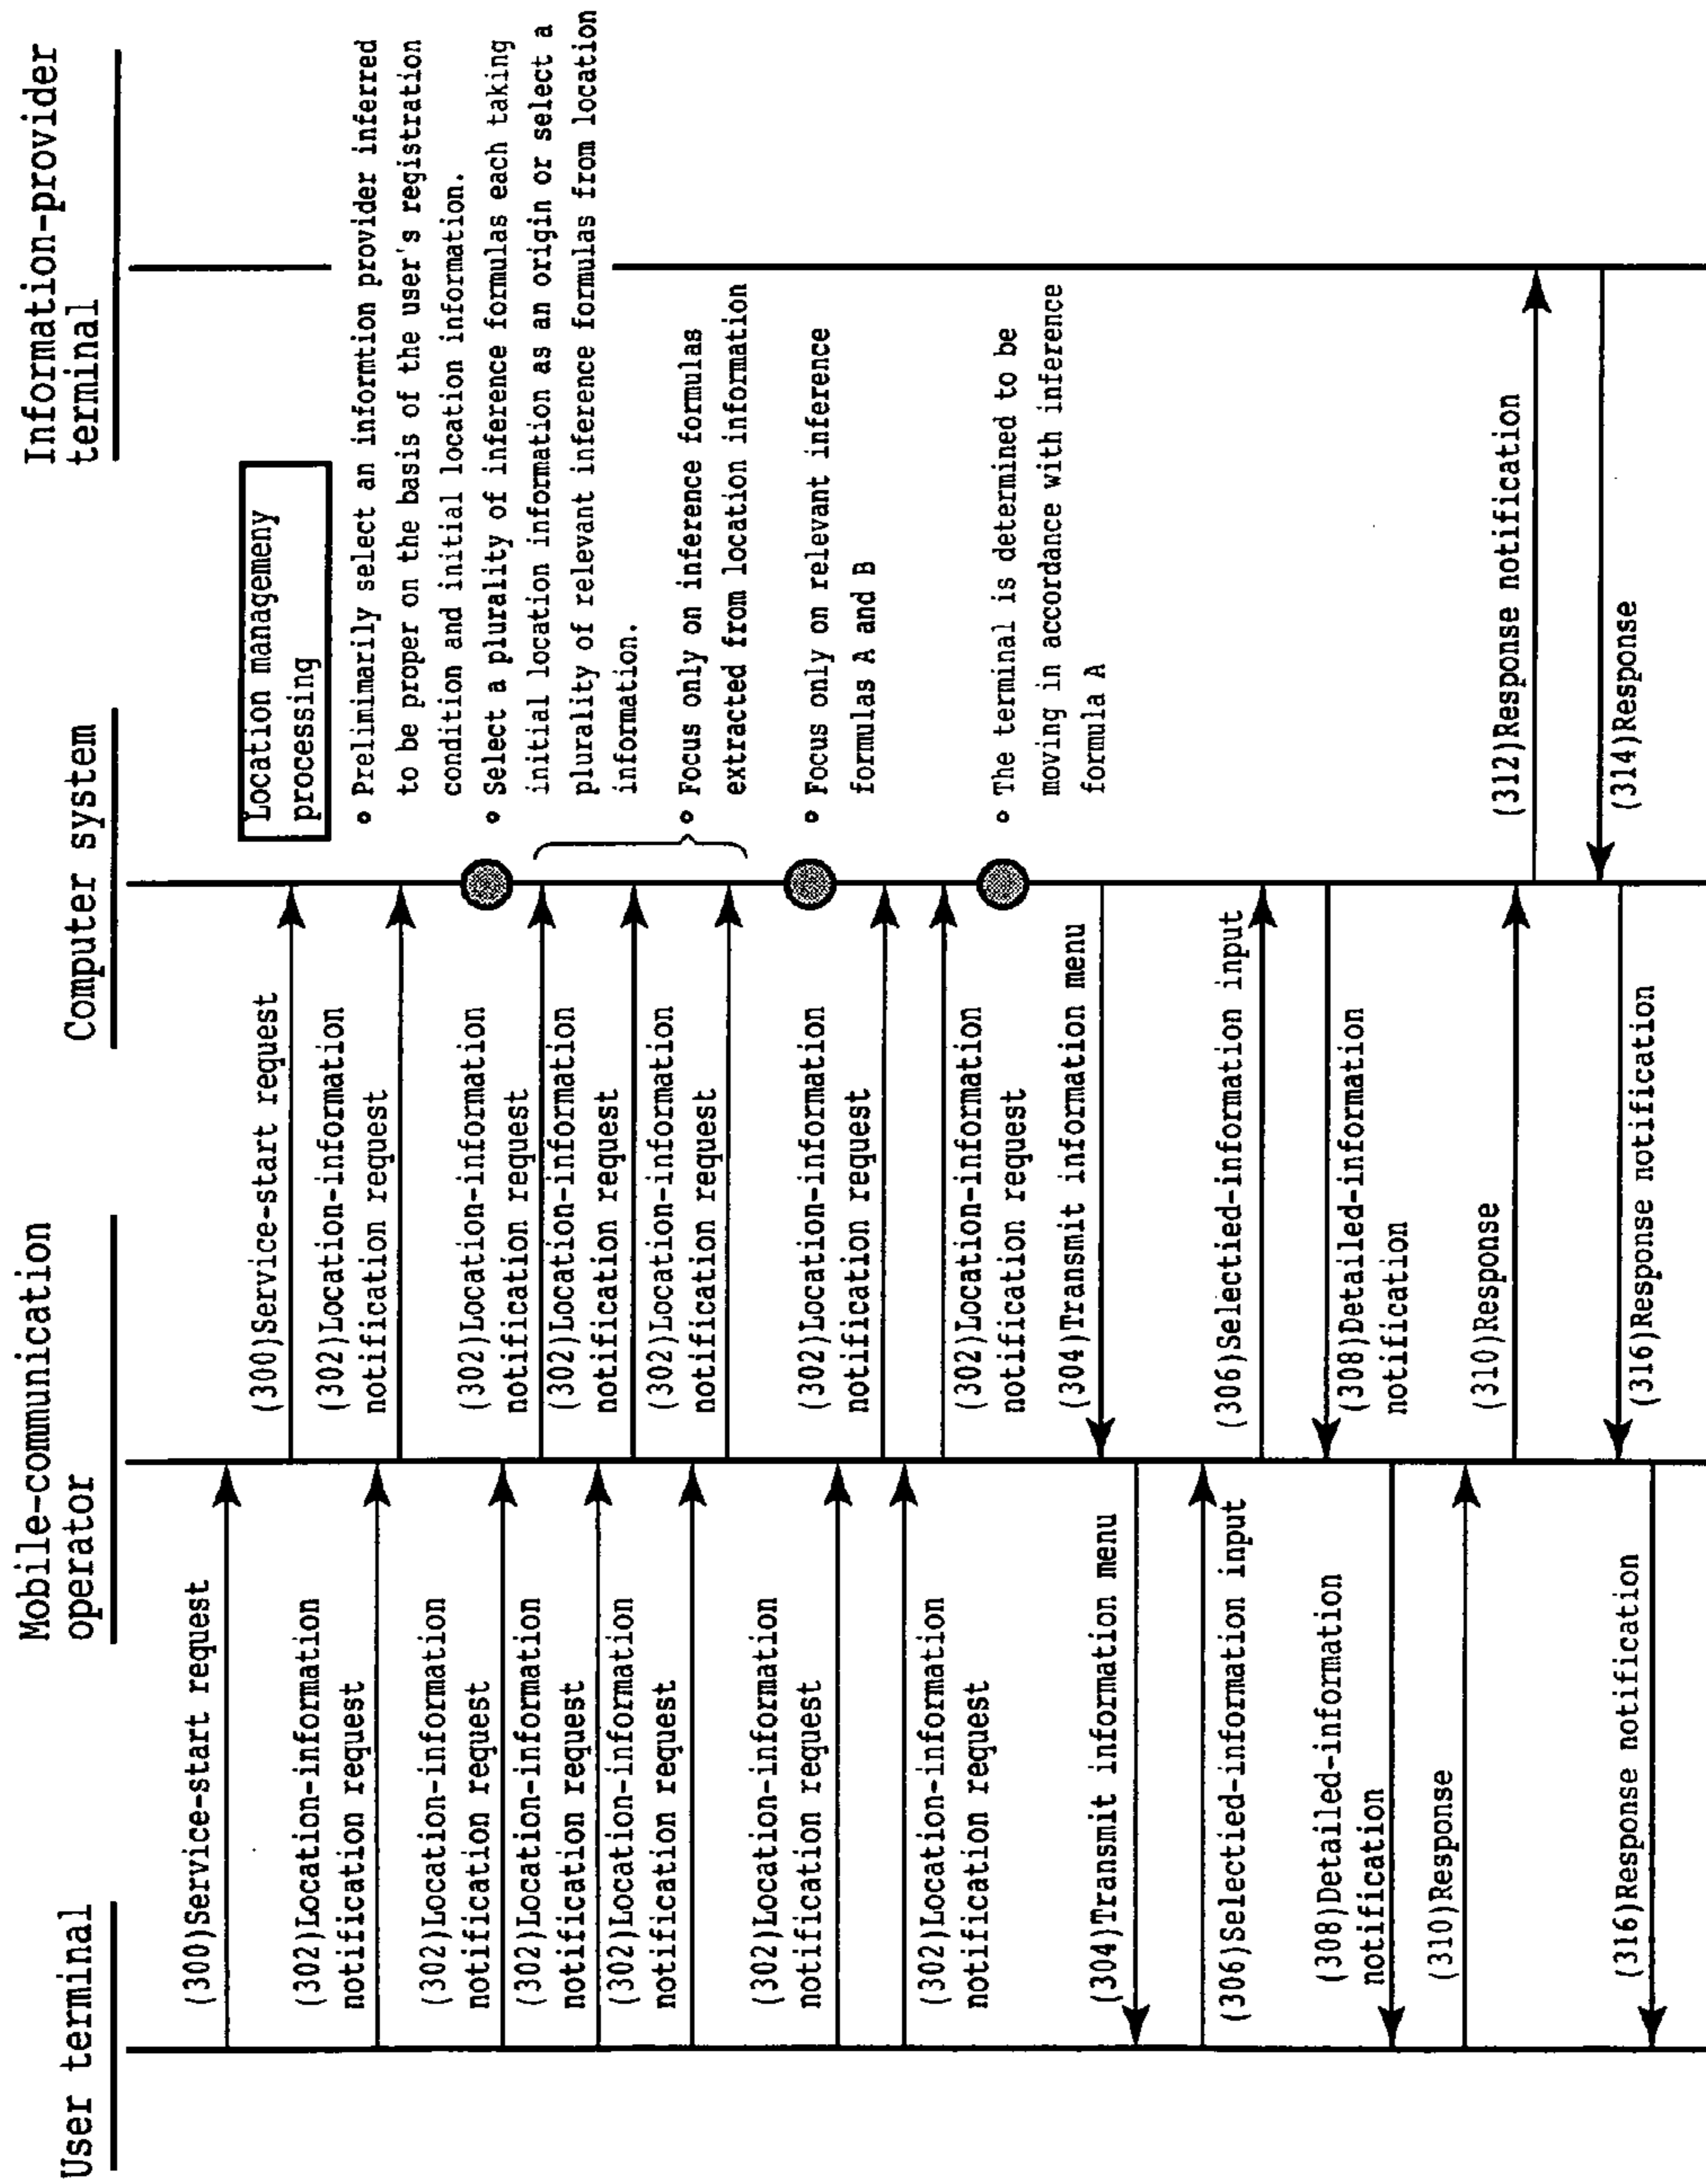 User terminal
Mobile-communication
operator
Computer system
Information-provider
terminal
(300)Service-start request
(300)Service-start request
Location managemeny
processing
(302)Location-information
notification request
(302)Location-information
notification request
° Prelimimarily select an informtion provider inferred
to be proper on the basis of the user's registration
condition and initial location information.
(302)Location-information
notification request
(302)Location-information
notification request
° Select a plurality of inference formulas each taking
initial location information as an origin or select a
plurality of relevant inference formulas from location
information.
(302)Location-information
notification request
(302)Location-information
notification request
(302)Location-information
notification request
(302)Location-information
notification request
° Focus only on inference formulas
extracted from location information
(302)Location-information
notification request
(302)Location-information
notification request
° Focus only on relevant inference
formulas A and B
(302)Location-information
notification request
(302)Location-information
notification request
° The terminal is determined to be
moving in accordance with inference
formula A
(304)Transmit information menu
(304)Transmit information menu
(306)Selectied-information input
(306)Selectied-information input
(308)Detailed-information
notification
(308)Detailed-information
notification
(310)Response
(310)Response
(312)Response notification
(314)Response
(316)Response notification
(316)Response notification